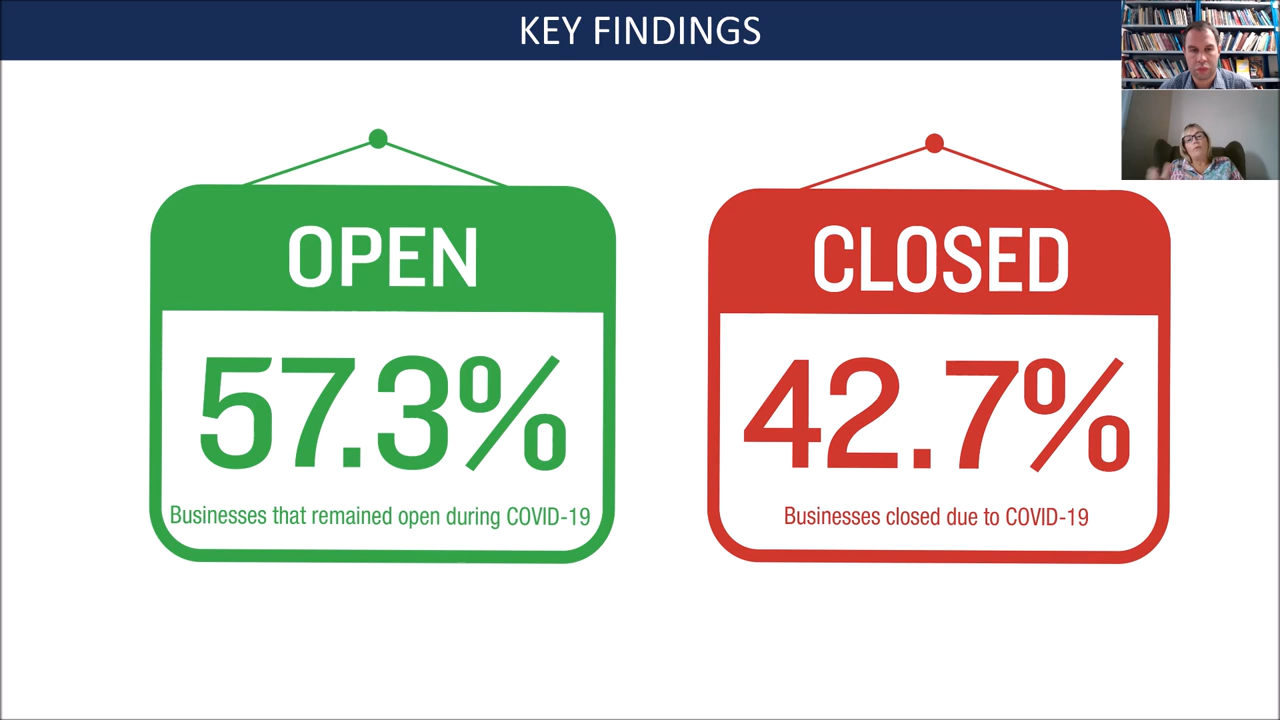 KEY FINDINGS
OPEN
57.3%
Businesses that remained open during COVID-19
CLOSED
42.7%
Businesses closed due to COVID-19